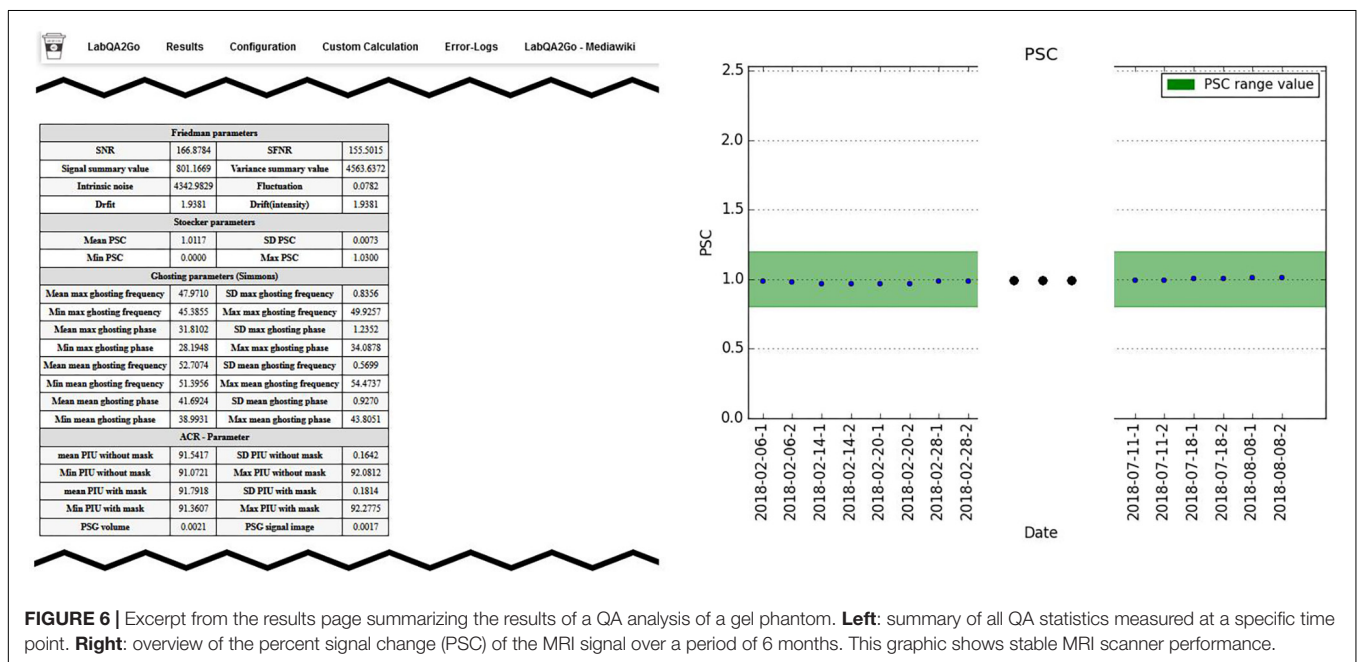 LabQA2Go Results Configuration Custom Calculation Error-Logs LabQA2Go - Mediawiki
Friedman parameters
SNR 166.8784 SFNR 155.5015
Signal summary value 801.1669 Variance summary value 4563.6372
Intrinsic noise 4342.9829 Fluctuation 0.0782
Drfit 1.9381 Drift(intensity) 1.9381
Stoecker parameters
Mean PSC 1.0117 SD PSC 0.0073
Min PSC 0.0000 Max PSC 1.0300
Ghosting parameters (Simmons)
Mean max ghosting frequency 47.9710 SD max ghosting frequency 0.8356
Min max ghosting frequency 45.3855 Max max ghosting frequency 49.9257
Mean max ghosting phase 31.8102 SD max ghosting phase 1.2352
Min max ghosting phase 28.1948 Max max ghosting phase 34.0878
Mean mean ghosting frequency 52.7074 SD mean ghosting frequency 0.5699
Min mean ghosting frequency 51.3956 Max mean ghosting frequency 54.4737
Mean mean ghosting phase 41.6924 SD mean ghosting phase 0.9270
Min mean ghosting phase 38.9931 Max mean ghosting phase 43.8051
ACR - Parameter
mean PIU without mask 91.5417 SD PIU without mask 0.1642
Min PIU without mask 91.0721 Max PIU without mask 92.0812
mean PIU with mask 91.7918 SD PIU with mask 0.1814
Min PIU with mask 91.3607 Max PIU with mask 92.2775
PSG volume 0.0021 PSG signal image 0.0017
PSC
PSC range value
PSC
2.5
2.0
1.5
1.0
0.5
0.0
2018-02-06-1
2018-02-06-2
2018-02-14-1
2018-02-14-2
2018-02-20-1
2018-02-20-2
2018-02-28-1
2018-02-28-2
2018-07-11-1
2018-07-11-2
2018-07-18-1
2018-07-18-2
2018-08-08-1
2018-08-08-2
Date
FIGURE 6 | Excerpt from the results page summarizing the results of a QA analysis of a gel phantom. Left: summary of all QA statistics measured at a specific time
point. Right: overview of the percent signal change (PSC) of the MRI signal over a period of 6 months. This graphic shows stable MRI scanner performance.